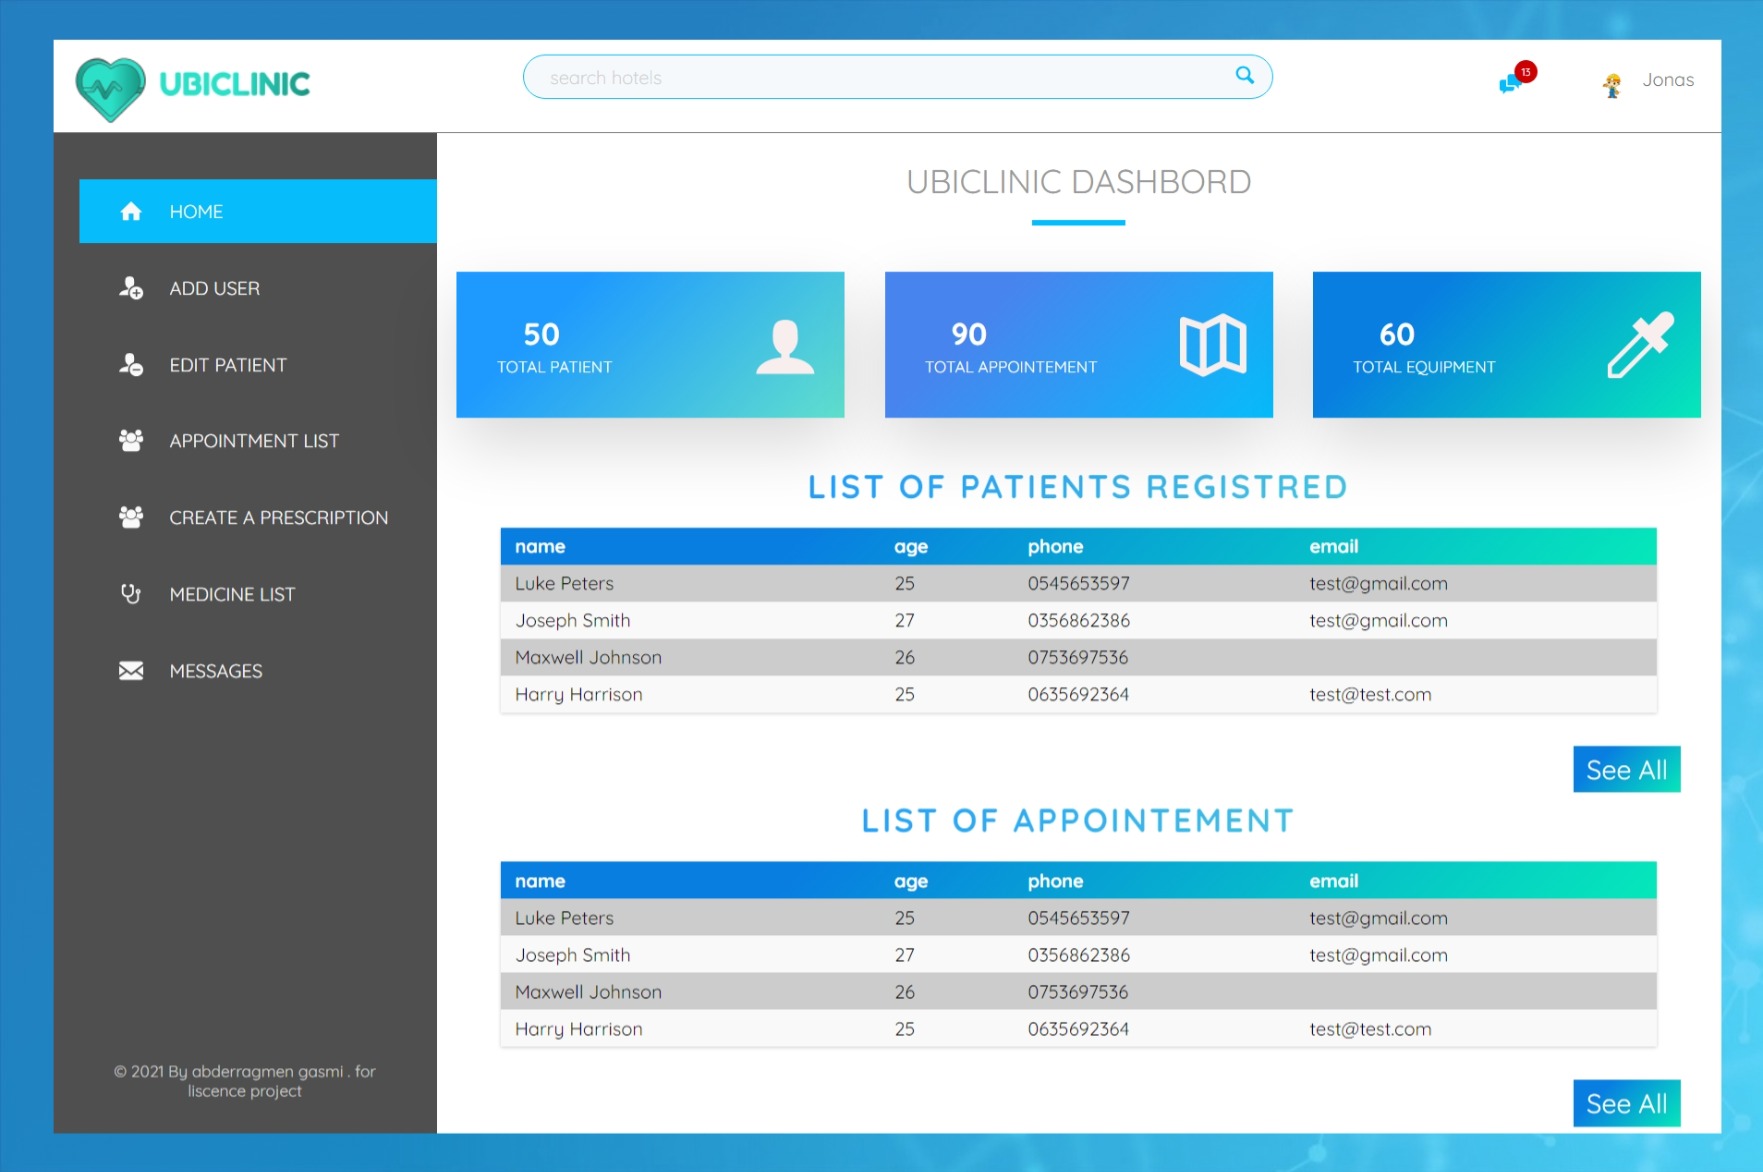 UBICLINIC
search hotels
13
Jonas
HOME
ADD USER
EDIT PATIENT
APPOINTMENT LIST
CREATE A PRESCRIPTION
MEDICINE LIST
MESSAGES
© 2021 By abderragmen gasmi . for
liscence project
UBICLINIC DASHBORD
50
TOTAL PATIENT
90
TOTAL APPOINTEMENT
60
TOTAL EQUIPMENT
LIST OF PATIENTS REGISTRED
name age phone email
Luke Peters 25 0545653597 test@gmail.com
Joseph Smith 27 0356862386 test@gmail.com
Maxwell Johnson 26 0753697536
Harry Harrison 25 0635692364 test@test.com
See All
LIST OF APPOINTEMENT
name age phone email
Luke Peters 25 0545653597 test@gmail.com
Joseph Smith 27 0356862386 test@gmail.com
Maxwell Johnson 26 0753697536
Harry Harrison 25 0635692364 test@test.com
See All